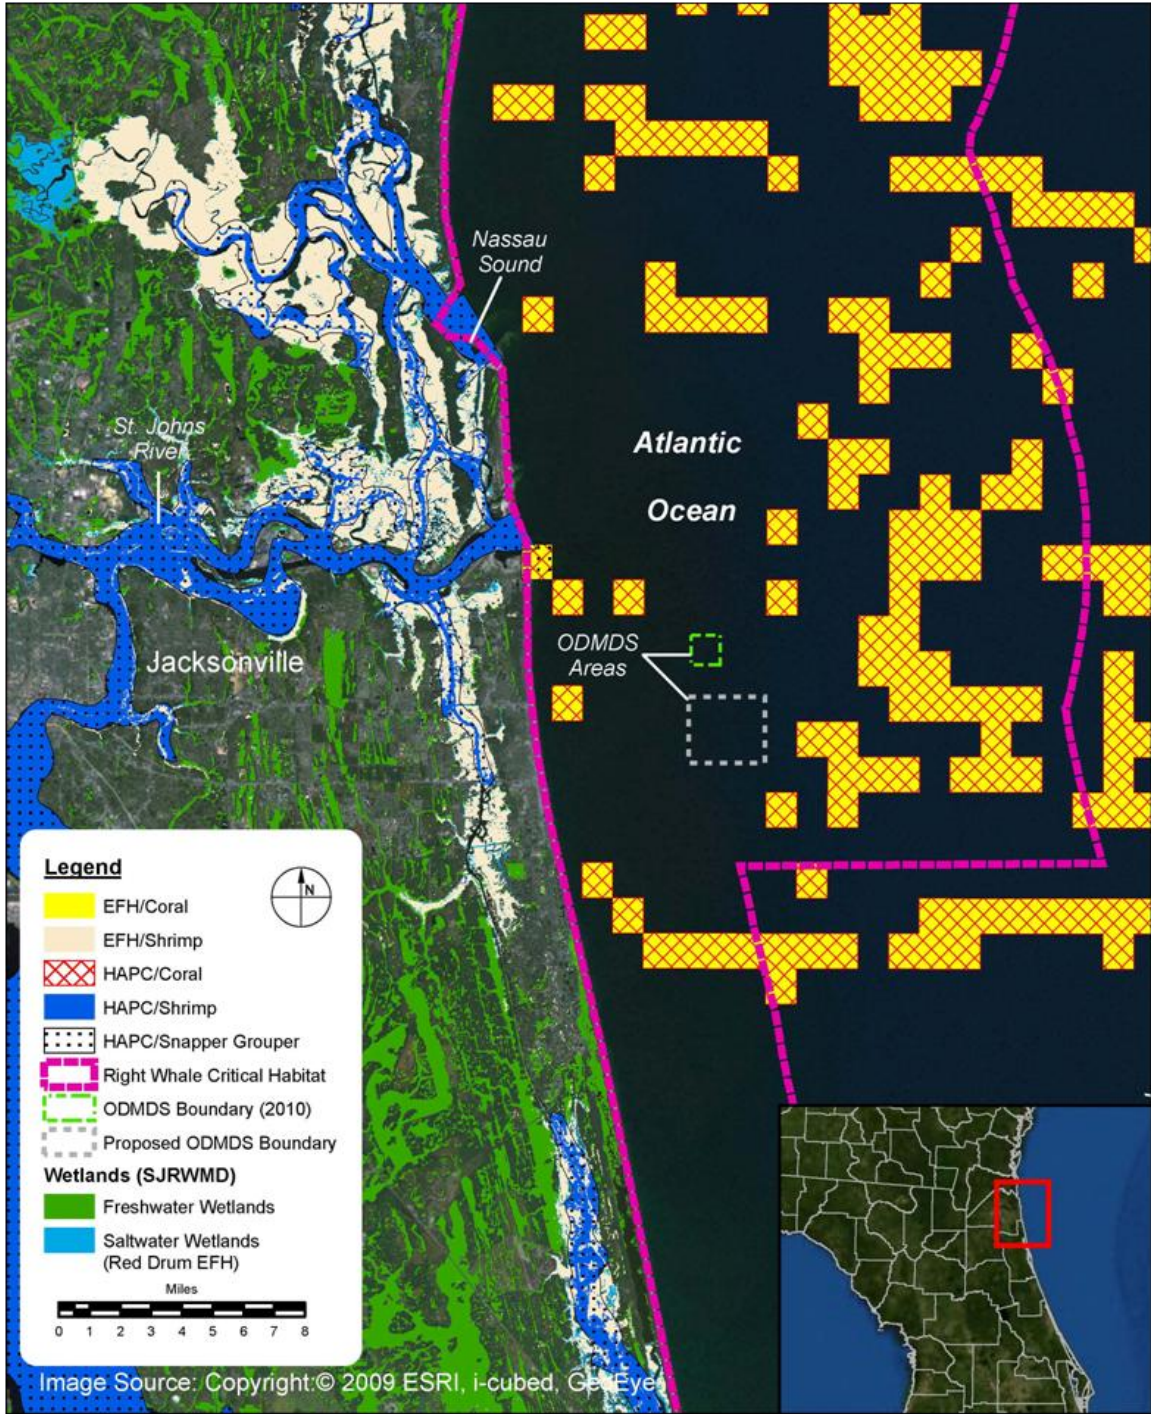 Nassau
Sound
St. Johns
River
Atlantic
Ocean
ODMDS
Areas
Jacksonville
Legend
N
EFH/Coral
EFH/Shrimp
HAPC/Coral
HAPC/Shrimp
HAPC/Snapper Grouper
Right Whale Critical Habitat
ODMDS Boundary (2010)
Proposed ODMDS Boundary
Wetlands (SJRWMD)
Freshwater Wetlands
Saltwater Wetlands
(Red Drum EFH)
Miles
0 1 2 3 4 5 6 7 8
Image Source: Copyright:© 2009 ESRI, i-cubed, GeoEye